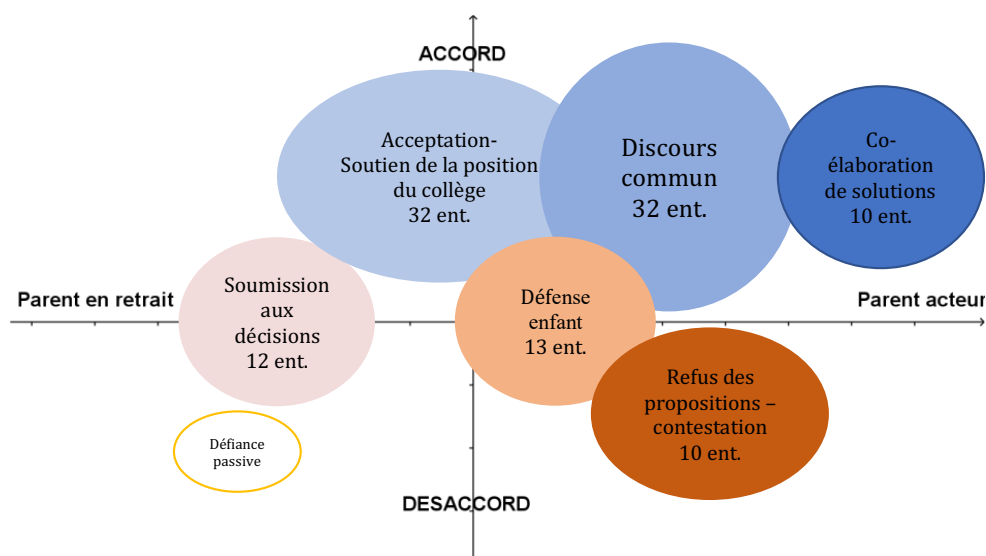 ACCORD
Acceptation-
Soutien de la position
du collège
32 ent.
Discours
commun
32 ent.
Co-
élaboration
de solutions
10 ent.
Parent en retrait
Parent acteur
Soumission
aux
décisions
12 ent.
Défense
enfant
13 ent.
Refus des
propositions –
contestation
10 ent.
Défiance
passive
DESACCORD